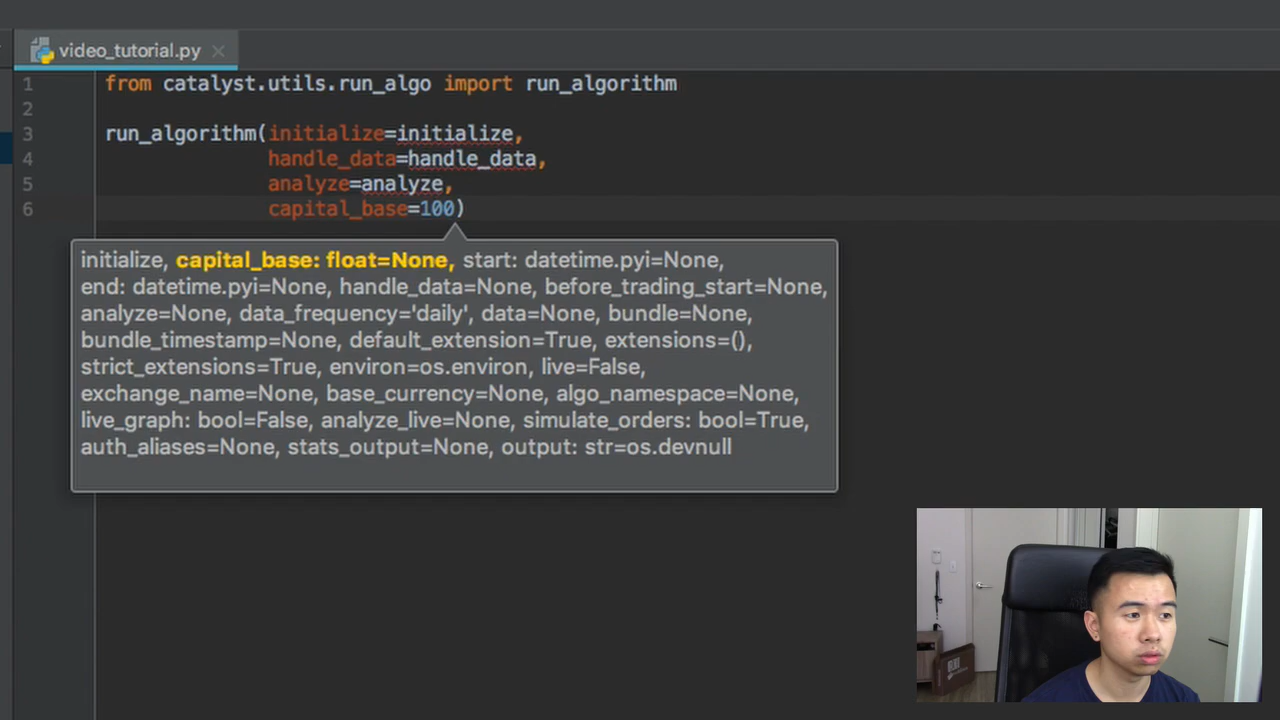 video_tutorial.py
1 from catalyst.utils.run_algo import run_algorithm
2
3 run_algorithm(initialize=initialize,
4 handle_data=handle_data,
5 analyze=analyze,
6 capital_base=100)
initialize, capital_base: float=None, start: datetime.pyi=None,
end: datetime.pyi=None, handle_data=None, before_trading_start=None,
analyze=None, data_frequency='daily', data=None, bundle=None,
bundle_timestamp=None, default_extension=True, extensions=(),
strict_extensions=True, environ=os.environ, live=False,
exchange_name=None, base_currency=None, algo_namespace=None,
live_graph: bool=False, analyze_live=None, simulate_orders: bool=True,
auth_aliases=None, stats_output=None, output: str=os.devnull